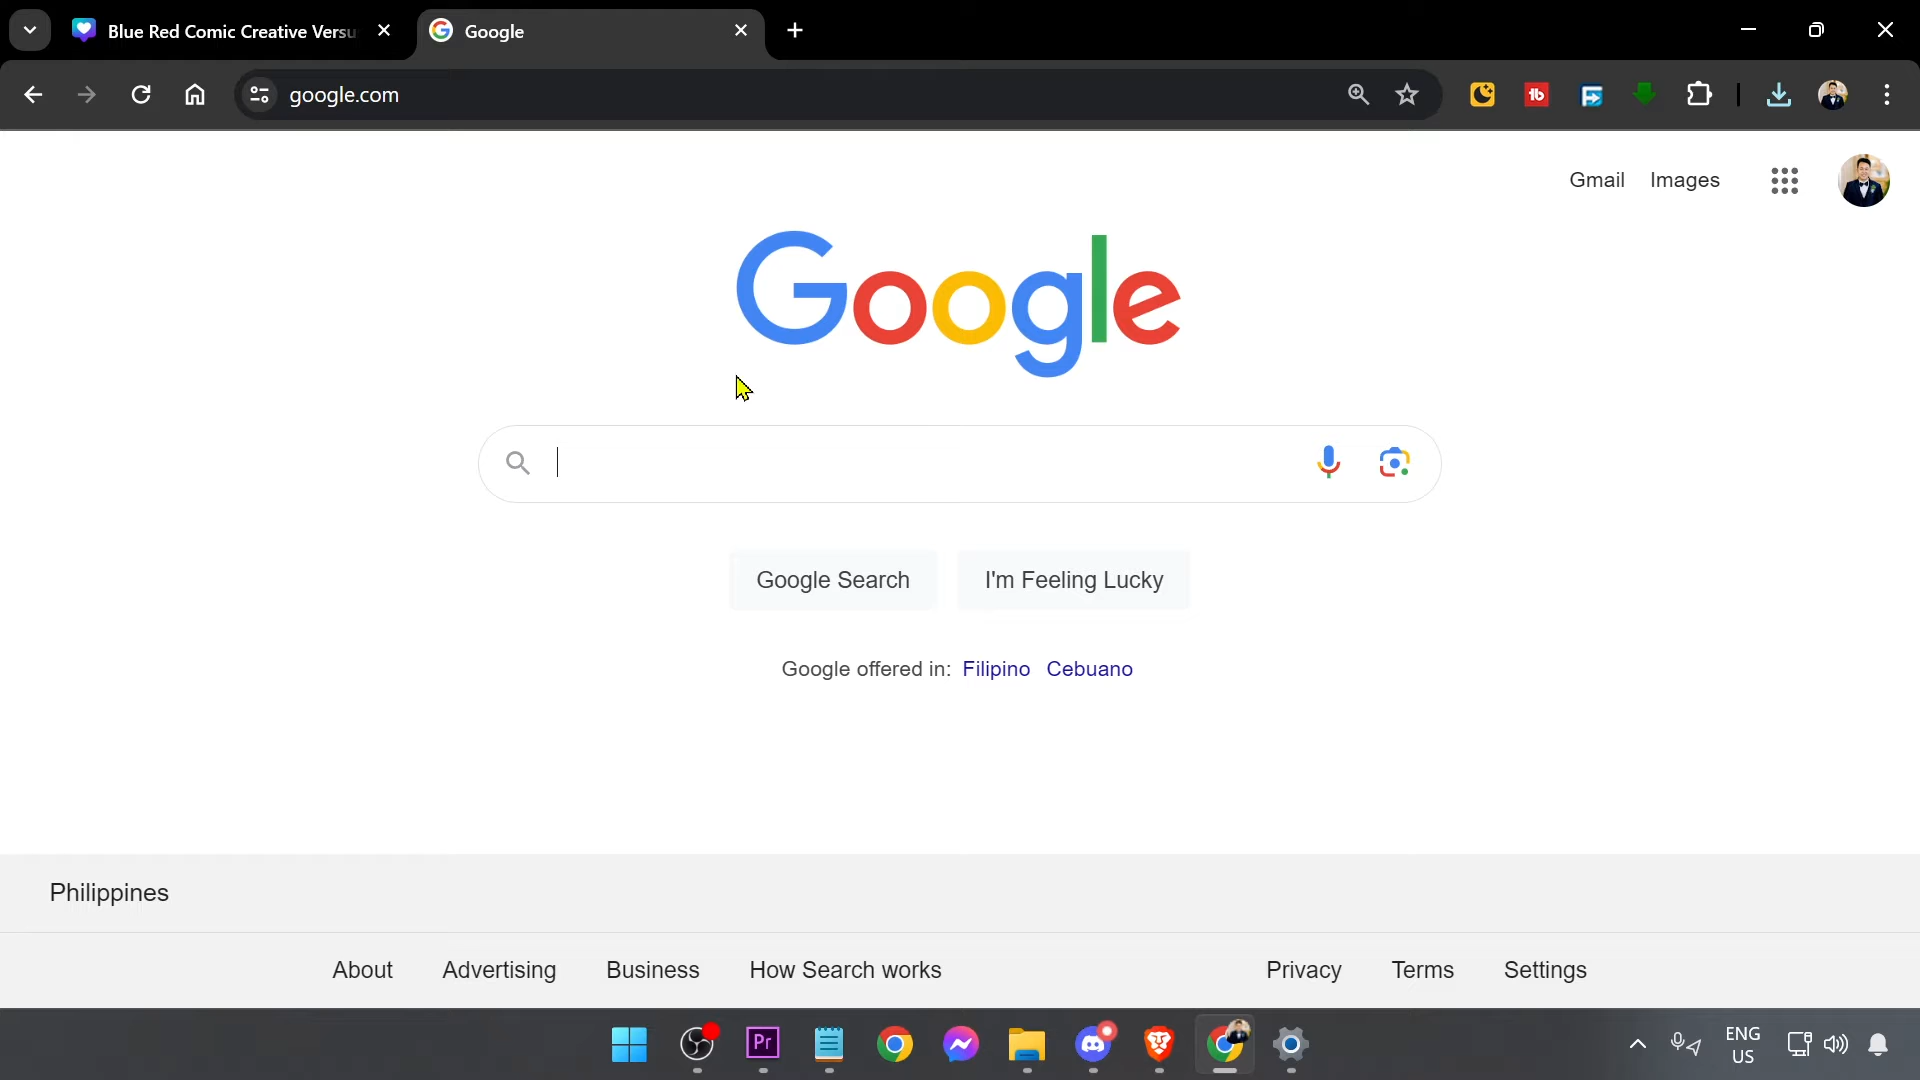 Blue Red Comic Creative Versu
Google
google.com
Gmail Images
Google
Google Search I'm Feeling Lucky
Google offered in: Filipino Cebuano
Philippines
About Advertising Business How Search works Privacy Terms Settings
Pr
ENG
US